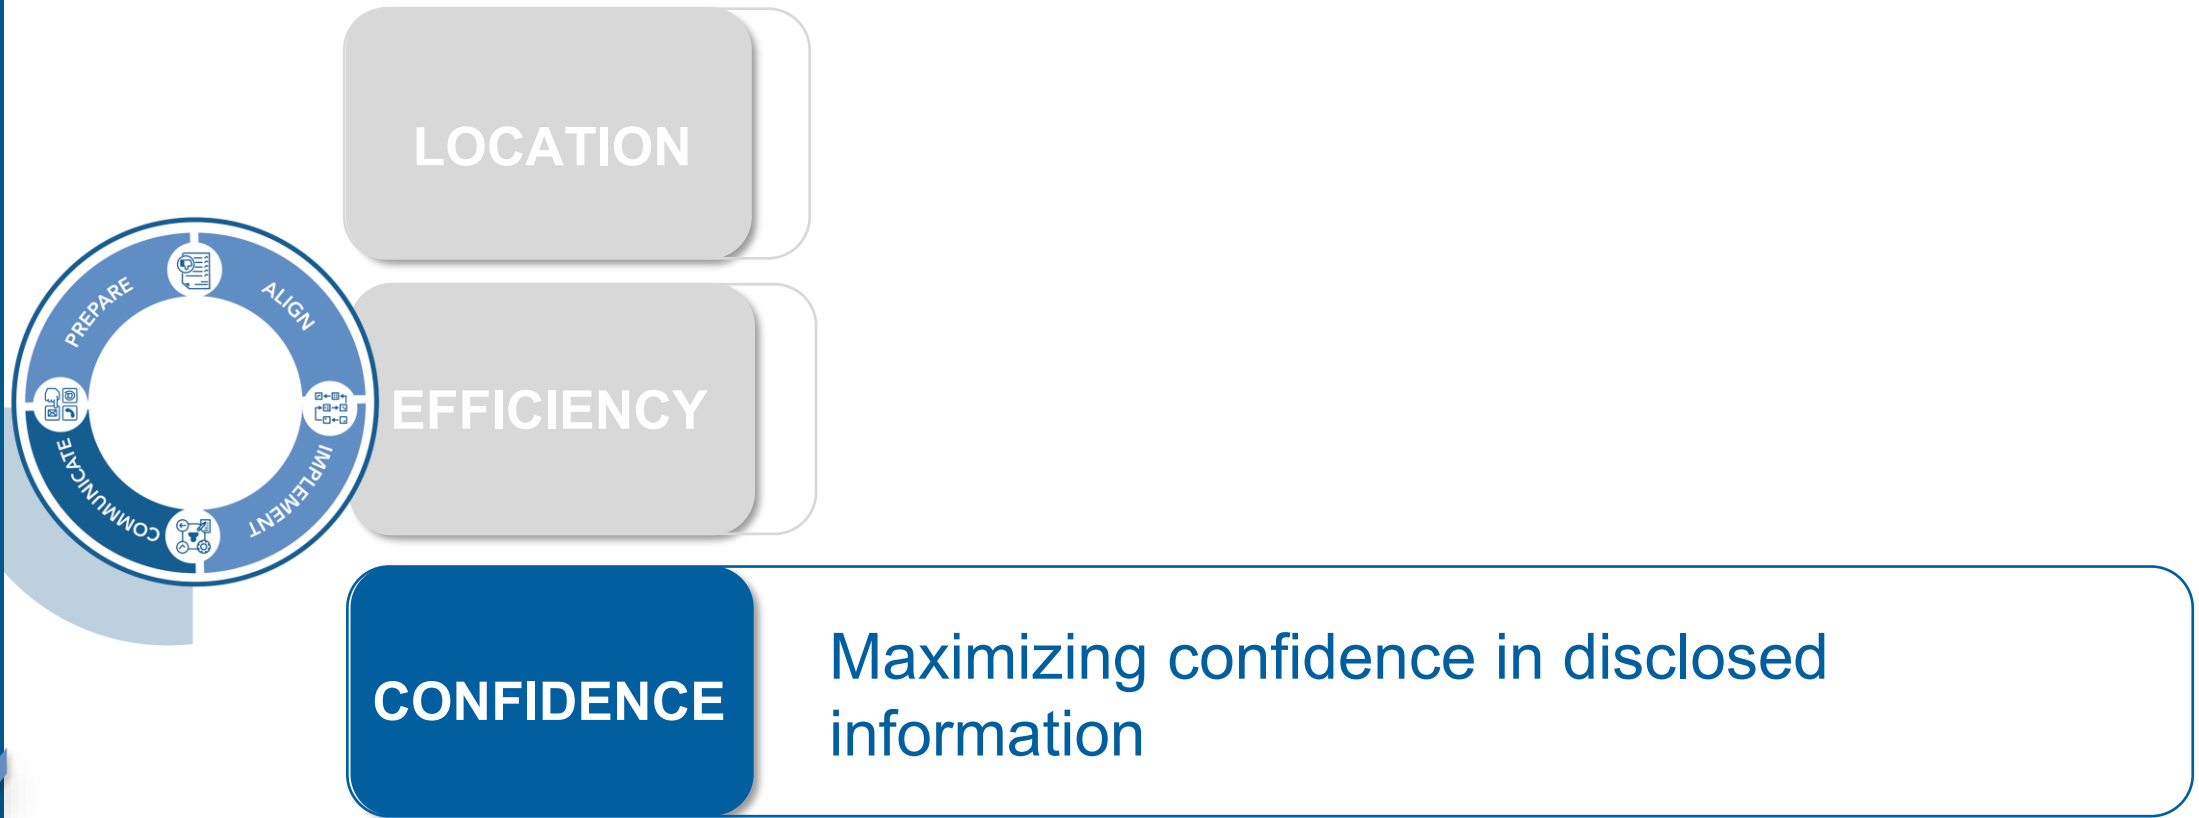 LOCATION
PREPARE
ALIGN
EFFICIENCY
COMMUNICATE
IMPLEMENT
CONFIDENCE
Maximizing confidence in disclosed
information